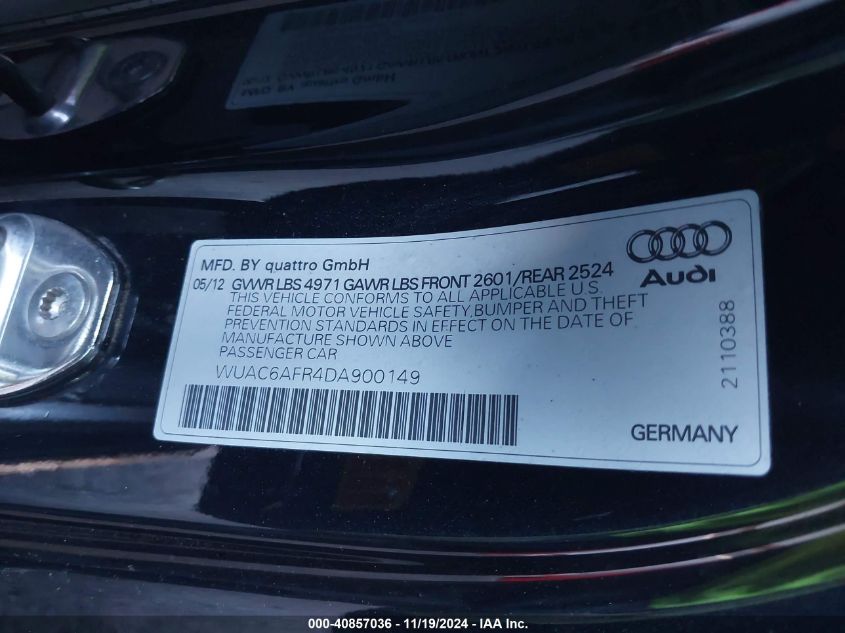 MFD. BY quattro GmbH
05/12 GVWR LBS 4971 GAWR LBS FRONT 2601/REAR 2524
THIS VEHICLE CONFORMS TO ALL APPLICABLE U.S.
FEDERAL MOTOR VEHICLE SAFETY,BUMPER AND THEFT
PREVENTION STANDARDS IN EFFECT ON THE DATE OF
MANUFACTURE SHOWN ABOVE
PASSENGER CAR
WUAC6AFR4DA900149
Audi
2110388
GERMANY
000-40857036 - 11/19/2024 - IAA Inc.